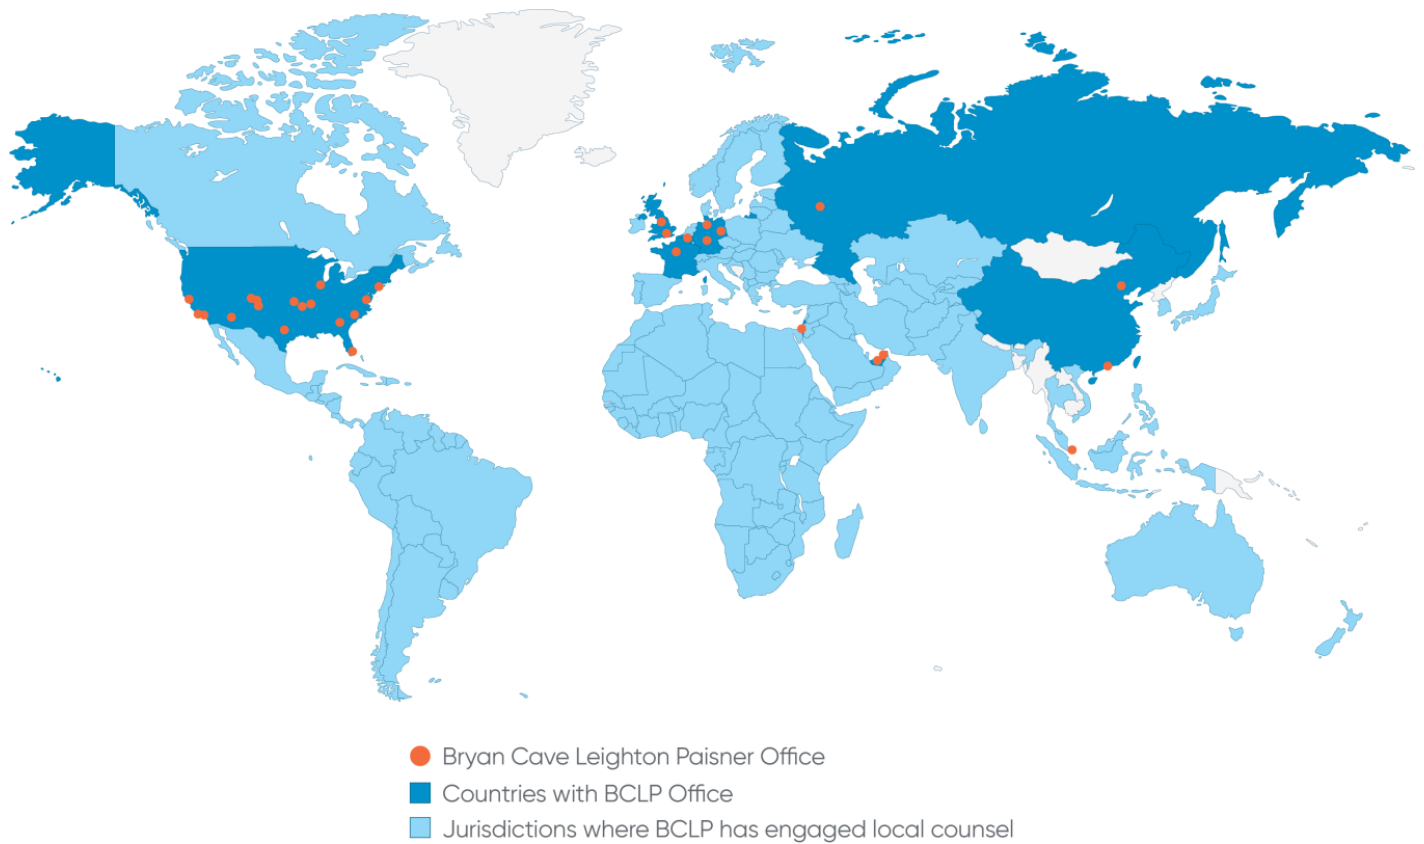 Bryan Cave Leighton Paisner Office
Countries with BCLP Office
Jurisdictions where BCLP has engaged local counsel